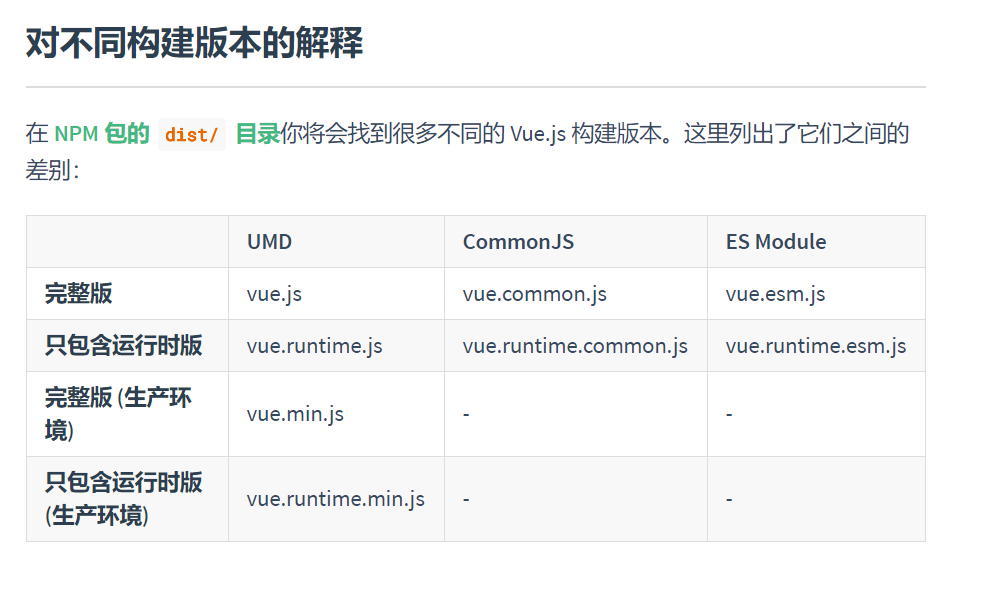 对不同构建版本的解释
在 NPM 包的 dist/ 目录你将会找到很多不同的 Vue.js 构建版本。这里列出了它们之间的
差别：
UMD CommonJS ES Module
完整版 vue.js vue.common.js vue.esm.js
只包含运行时版 vue.runtime.js vue.runtime.common.js vue.runtime.esm.js
完整版 (生产环
境) vue.min.js - -
只包含运行时版
(生产环境) vue.runtime.min.js - -